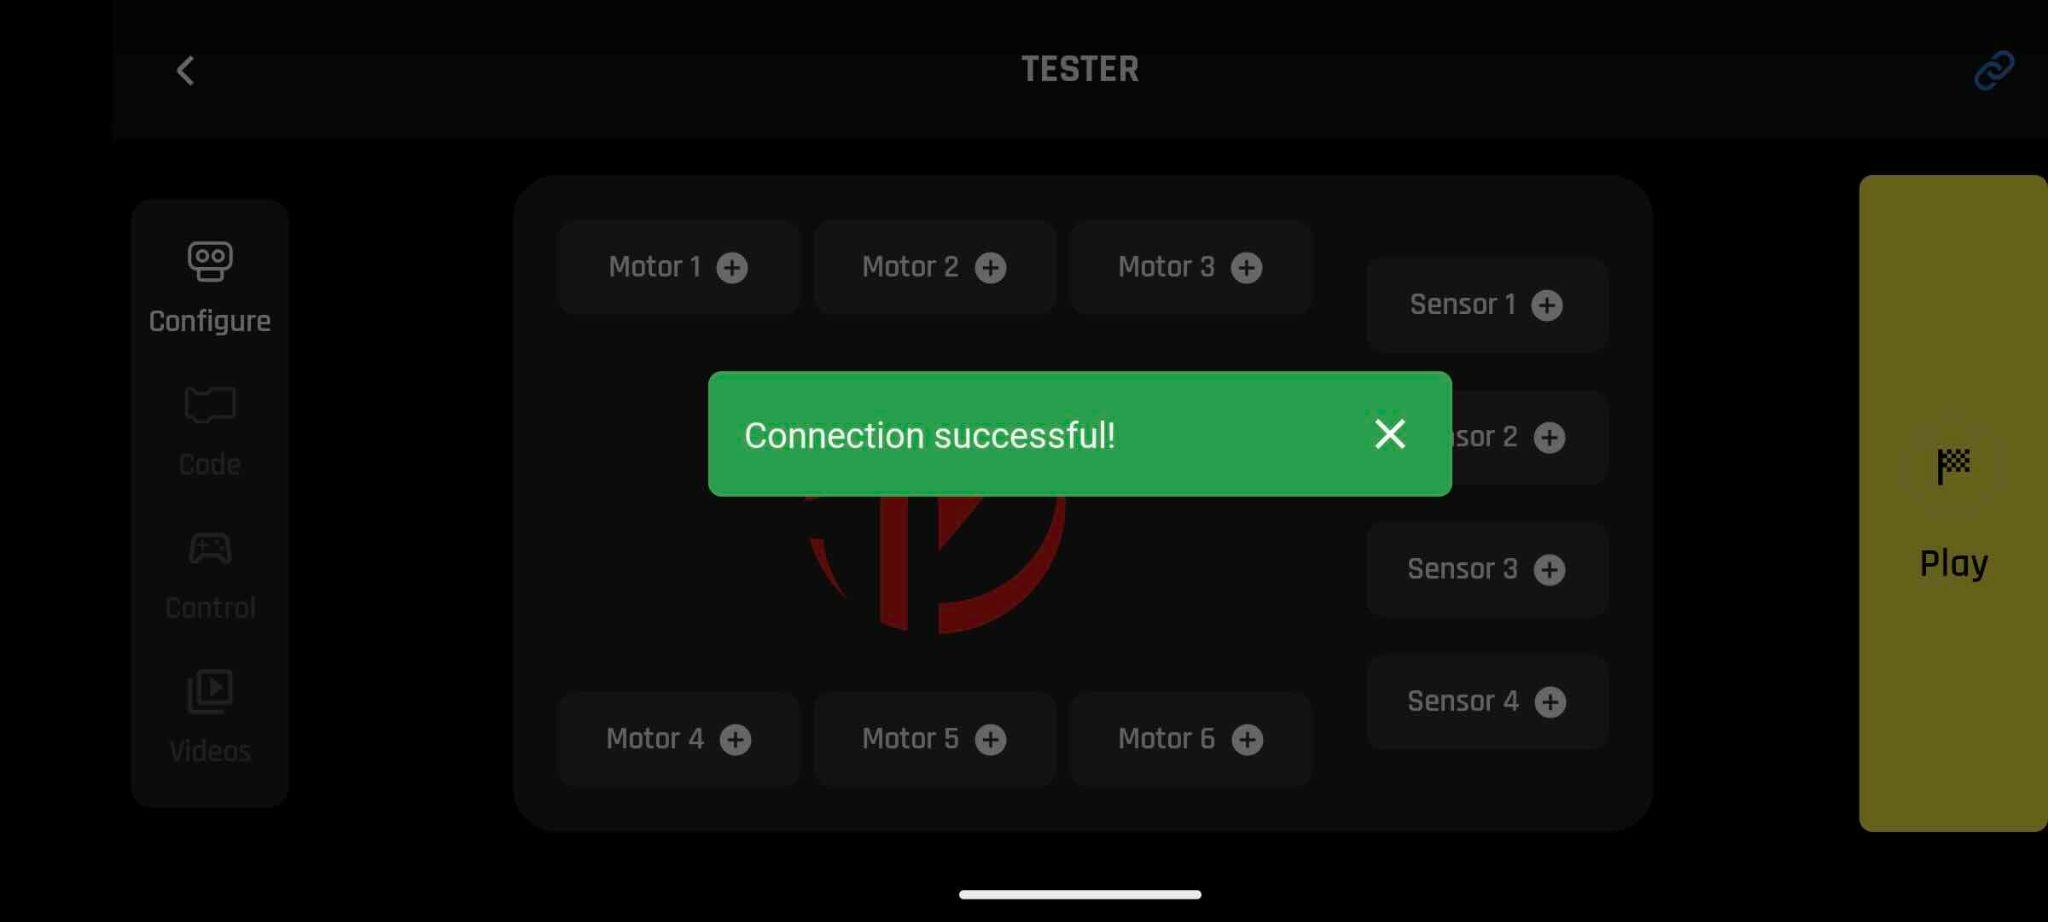 TESTER
Configure
Code
Control
Videos
Motor 1
Motor 2
Motor 3
Sensor 1
Connection successful!
sor 2
Sensor 3
Sensor 4
Motor 4
Motor 5
Motor 6
Play